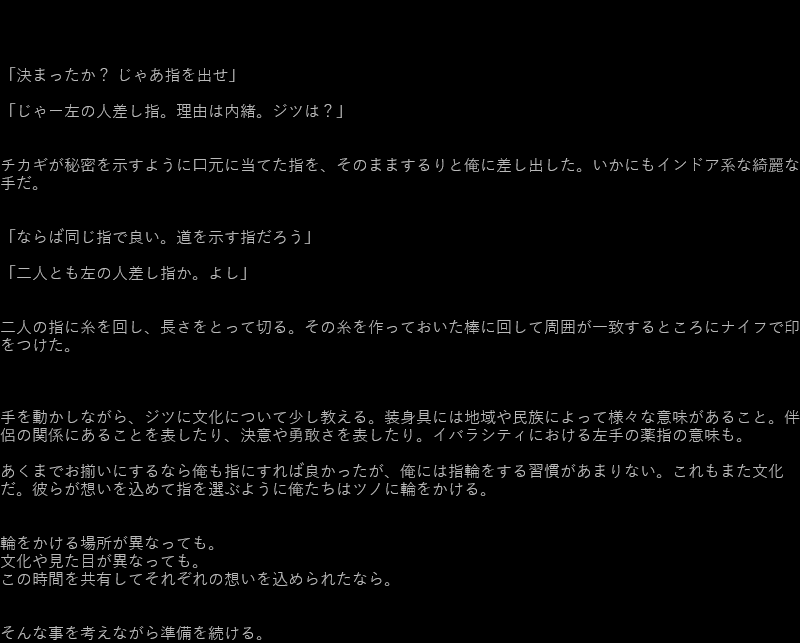 「決まったか？ じゃあ指を出せ」
「じゃー左の人差し指。理由は内緒。ジツは？」
チカギが秘密を示すように口元に当てた指を、そのままするりと俺に差し出した。いかにもインドア系な綺麗な
手だ。
「ならば同じ指で良い。道を示す指だろう」
「二人とも左の人差し指か。よし」
二人の指に糸を回し、長さをとって切る。その糸を作っておいた棒に回して周囲が一致するところにナイフで印
をつけた。
手を動かしながら、ジツに文化について少し教える。装身具には地域や民族によって様々な意味があること。伴
侶の関係にあることを表したり、決意や勇敢さを表したり。イバラシティにおける左手の薬指の意味も。
あくまでお揃いにするなら俺も指にすれば良かったが、俺には指輪をする習慣があまりない。これもまた文化
だ。彼らが想いを込めて指を選ぶように俺たちはツノに輪をかける。
輪をかける場所が異なっても。
文化や見た目が異なっても。
この時間を共有してそれぞれの想いを込められたなら。
そんな事を考えながら準備を続ける。